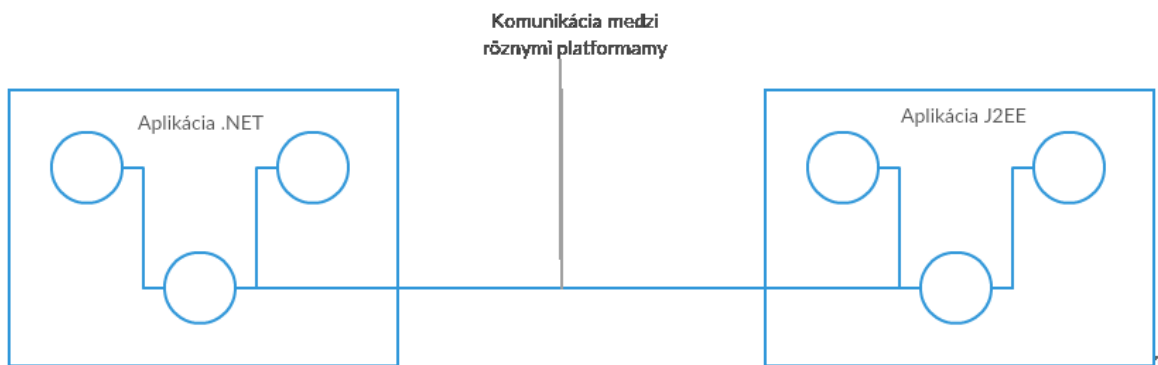 Komunikácia medzi
rôznymi platformamy
Aplikácia .NET
Aplikácia J2EE